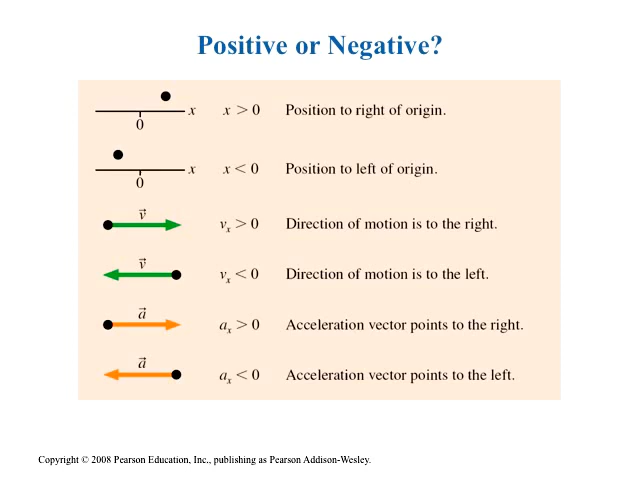 Positive or Negative?
x x > 0 Position to right of origin.
0
x x < 0 Position to left of origin.
0
v⃗
vₓ > 0 Direction of motion is to the right.
v⃗
vₓ < 0 Direction of motion is to the left.
a⃗
aₓ > 0 Acceleration vector points to the right.
a⃗
aₓ < 0 Acceleration vector points to the left.
Copyright © 2008 Pearson Education, Inc., publishing as Pearson Addison-Wesley.